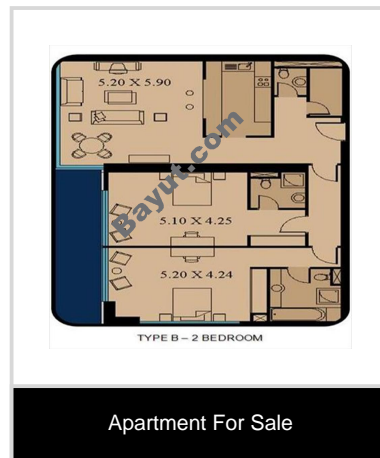 5.20 X 5.90
Bayut.com
5.10 X 4.25
5.20 X 4.24
TYPE B – 2 BEDROOM
Apartment For Sale